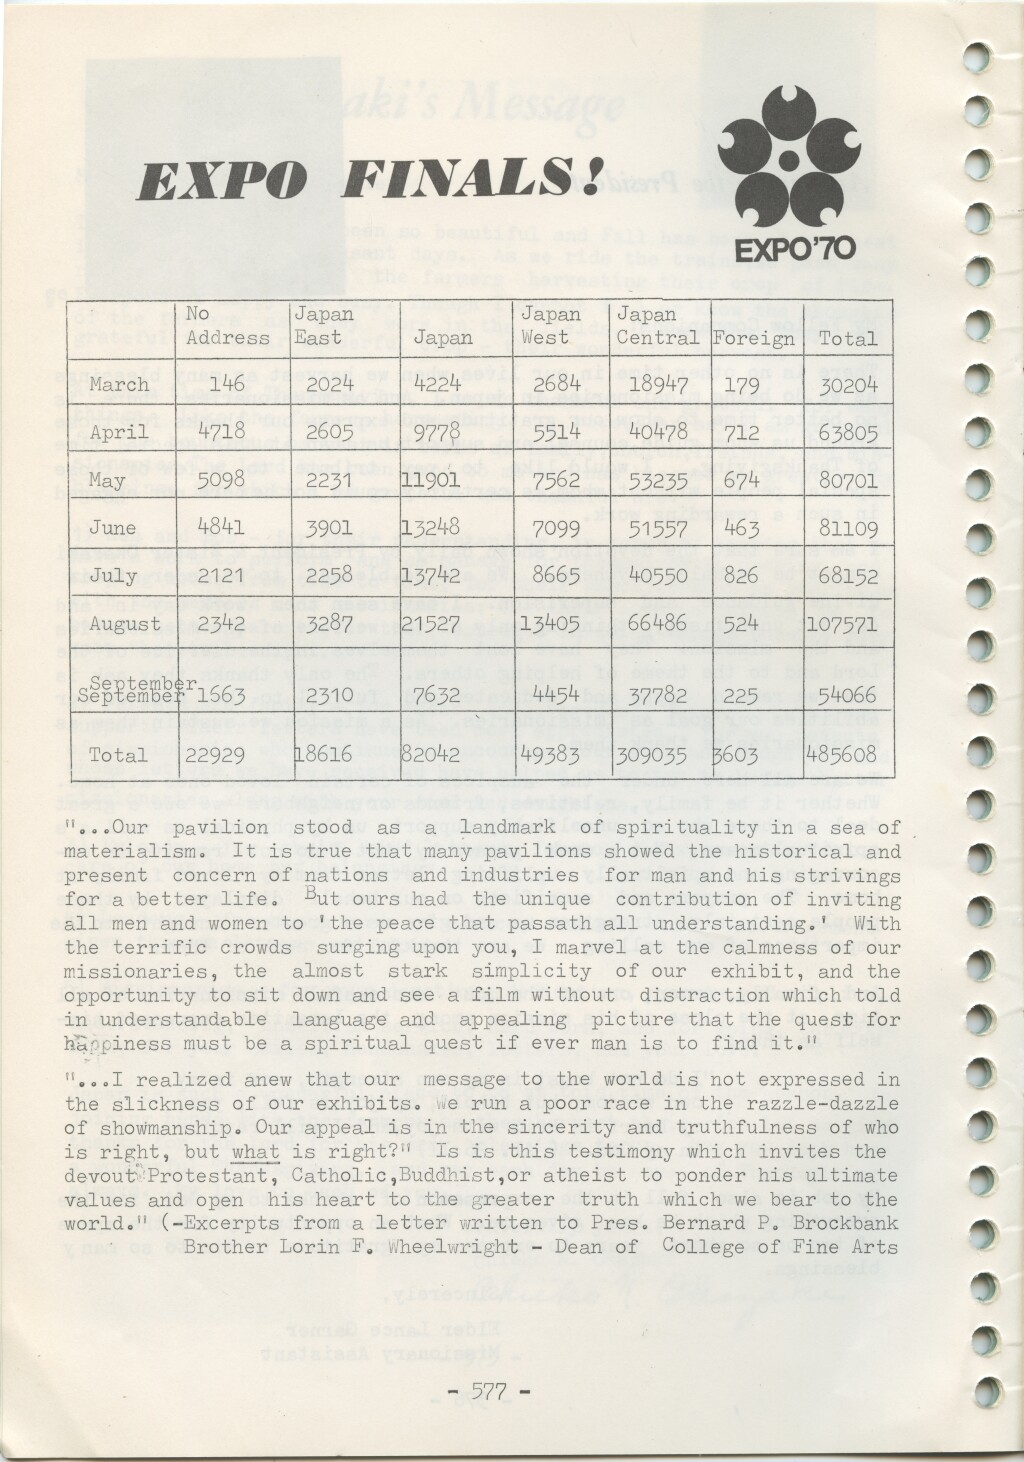 EXPO FINALS!
EXPO'70
No Address | Japan East | Japan | Japan West | Japan Central | Foreign | Total
March 146 2024 4224 2684 18947 179 30204
April 4718 2605 9778 5514 40478 712 63805
May 5098 2231 11901 7562 53235 674 80701
June 4841 3901 13248 7099 51557 463 81109
July 2121 2258 13742 8665 40550 826 68152
August 2342 3287 21527 13405 66486 524 107571
September
September 1663 2310 7632 4454 37782 225 54066
Total 22929 18616 82042 49383 309035 3603 485608
"...Our pavilion stood as a landmark of spirituality in a sea of
materialism. It is true that many pavilions showed the historical and
present concern of nations and industries for man and his strivings
for a better life. But ours had the unique contribution of inviting
all men and women to 'the peace that passath all understanding.' With
the terrific crowds surging upon you, I marvel at the calmness of our
missionaries, the almost stark simplicity of our exhibit, and the
opportunity to sit down and see a film without distraction which told
in understandable language and appealing picture that the quest for
happiness must be a spiritual quest if ever man is to find it."
"...I realized anew that our message to the world is not expressed in
the slickness of our exhibits. We run a poor race in the razzle-dazzle
of showmanship. Our appeal is in the sincerity and truthfulness of who
is right, but what is right?" Is is this testimony which invites the
devout Protestant, Catholic,Buddhist,or atheist to ponder his ultimate
values and open his heart to the greater truth which we bear to the
world." (-Excerpts from a letter written to Pres. Bernard P. Brockbank
Brother Lorin F. Wheelwright - Dean of College of Fine Arts
- 577 -